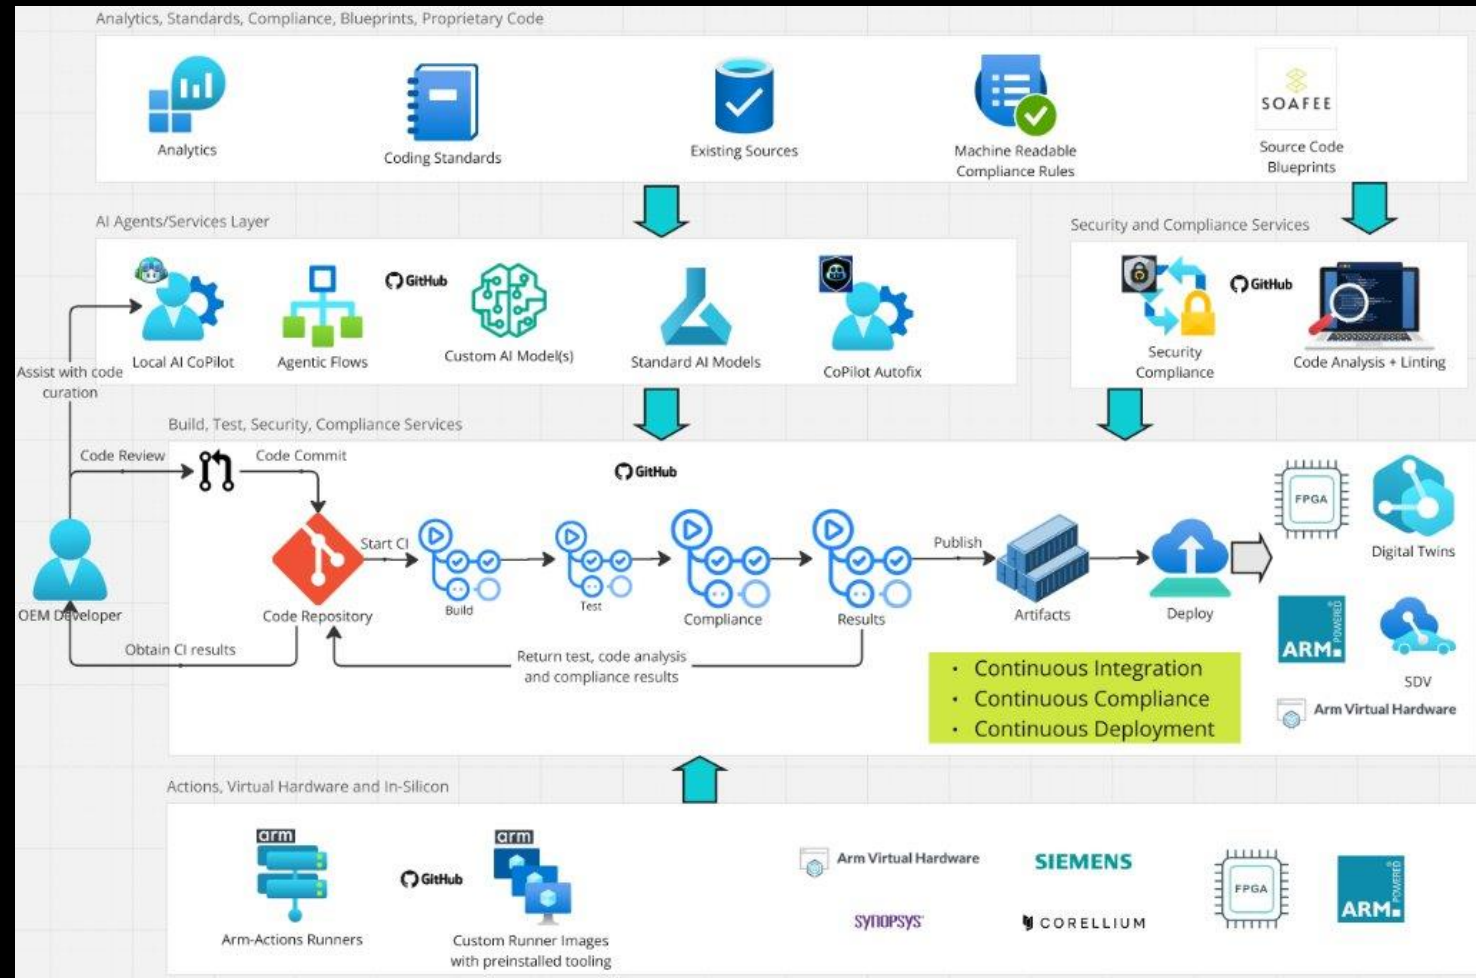 Analytics, Standards, Compliance, Blueprints, Proprietary Code
Analytics
Coding Standards
Existing Sources
Machine Readable
Compliance Rules
SOAFEE
Source Code
Blueprints
AI Agents/Services Layer
Local AI CoPilot
Agentic Flows
GitHub
Custom AI Model(s)
Standard AI Models
CoPilot Autofix
Security and Compliance Services
Security
Compliance
GitHub
Code Analysis + Linting
Assist with code
curation
Build, Test, Security, Compliance Services
Code Review
Code Commit
GitHub
OEM Developer
Code Repository
Start CI
Build
Test
Compliance
Results
Publish
Artifacts
Deploy
FPGA
Digital Twins
ARM
POWERED
®
SDV
Arm Virtual Hardware
Obtain CI results
Return test, code analysis
and compliance results
· Continuous Integration
· Continuous Compliance
· Continuous Deployment
Actions, Virtual Hardware and In-Silicon
arm
Arm-Actions Runners
GitHub
arm
Custom Runner Images
with preinstalled tooling
Arm Virtual Hardware
SIEMENS
SYNOPSYS
CORELLIUM
FPGA
ARM
POWERED
®